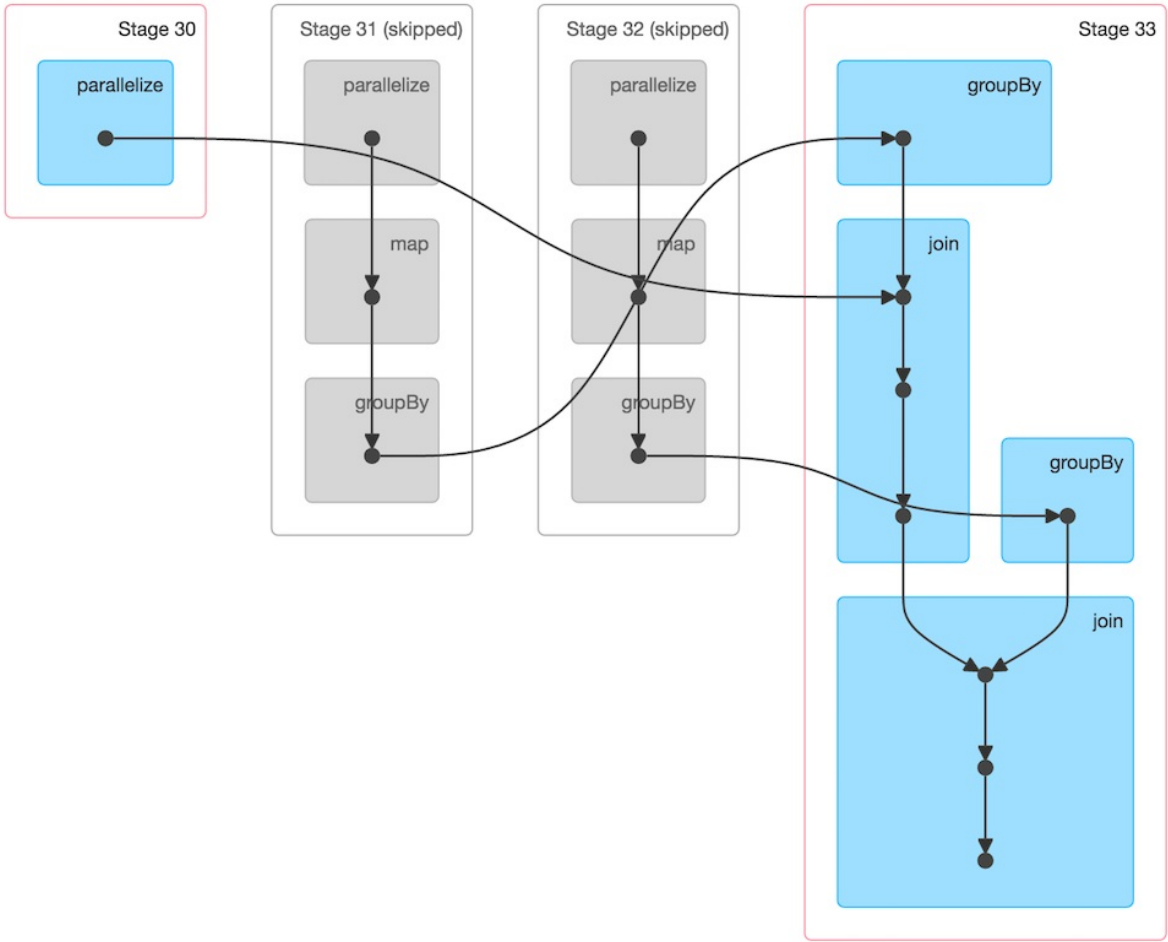 Stage 30
parallelize
Stage 31 (skipped)
parallelize
map
groupBy
Stage 32 (skipped)
parallelize
map
groupBy
Stage 33
groupBy
join
groupBy
join